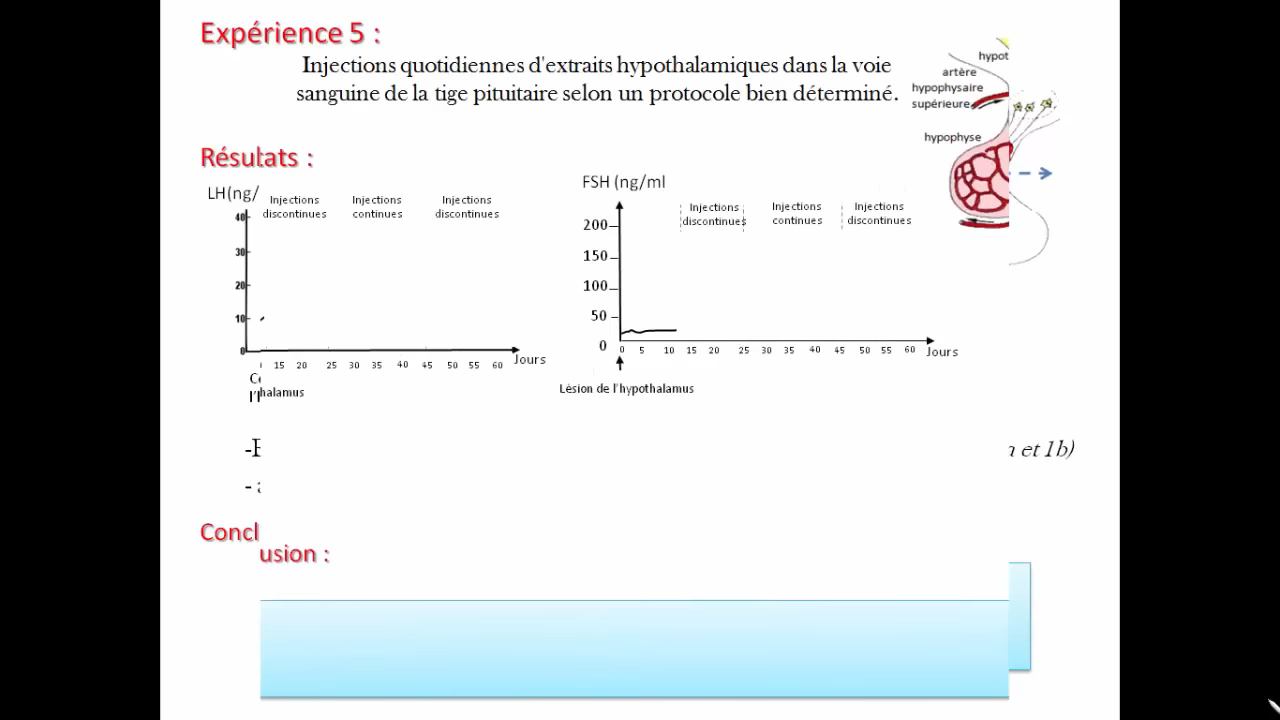 Expérience 5 :
Injections quotidiennes d'extraits hypothalamiques dans la voie
sanguine de la tige pituitaire selon un protocole bien déterminé.
hypot
artère
hypophysaire
supérieure
hypophyse
Résultats :
LH(ng/
Injections discontinues
Injections continues
Injections discontinues
40
30
20
10
0
15 20 25 30 35 40 45 50 55 60
Jours
halamus
FSH (ng/ml
Injections discontinues
Injections continues
Injections discontinues
200
150
100
50
0
0 5 10 15 20 25 30 35 40 45 50 55 60
Jours
Lésion de l'hypothalamus
et 1b)
Concl
usion :